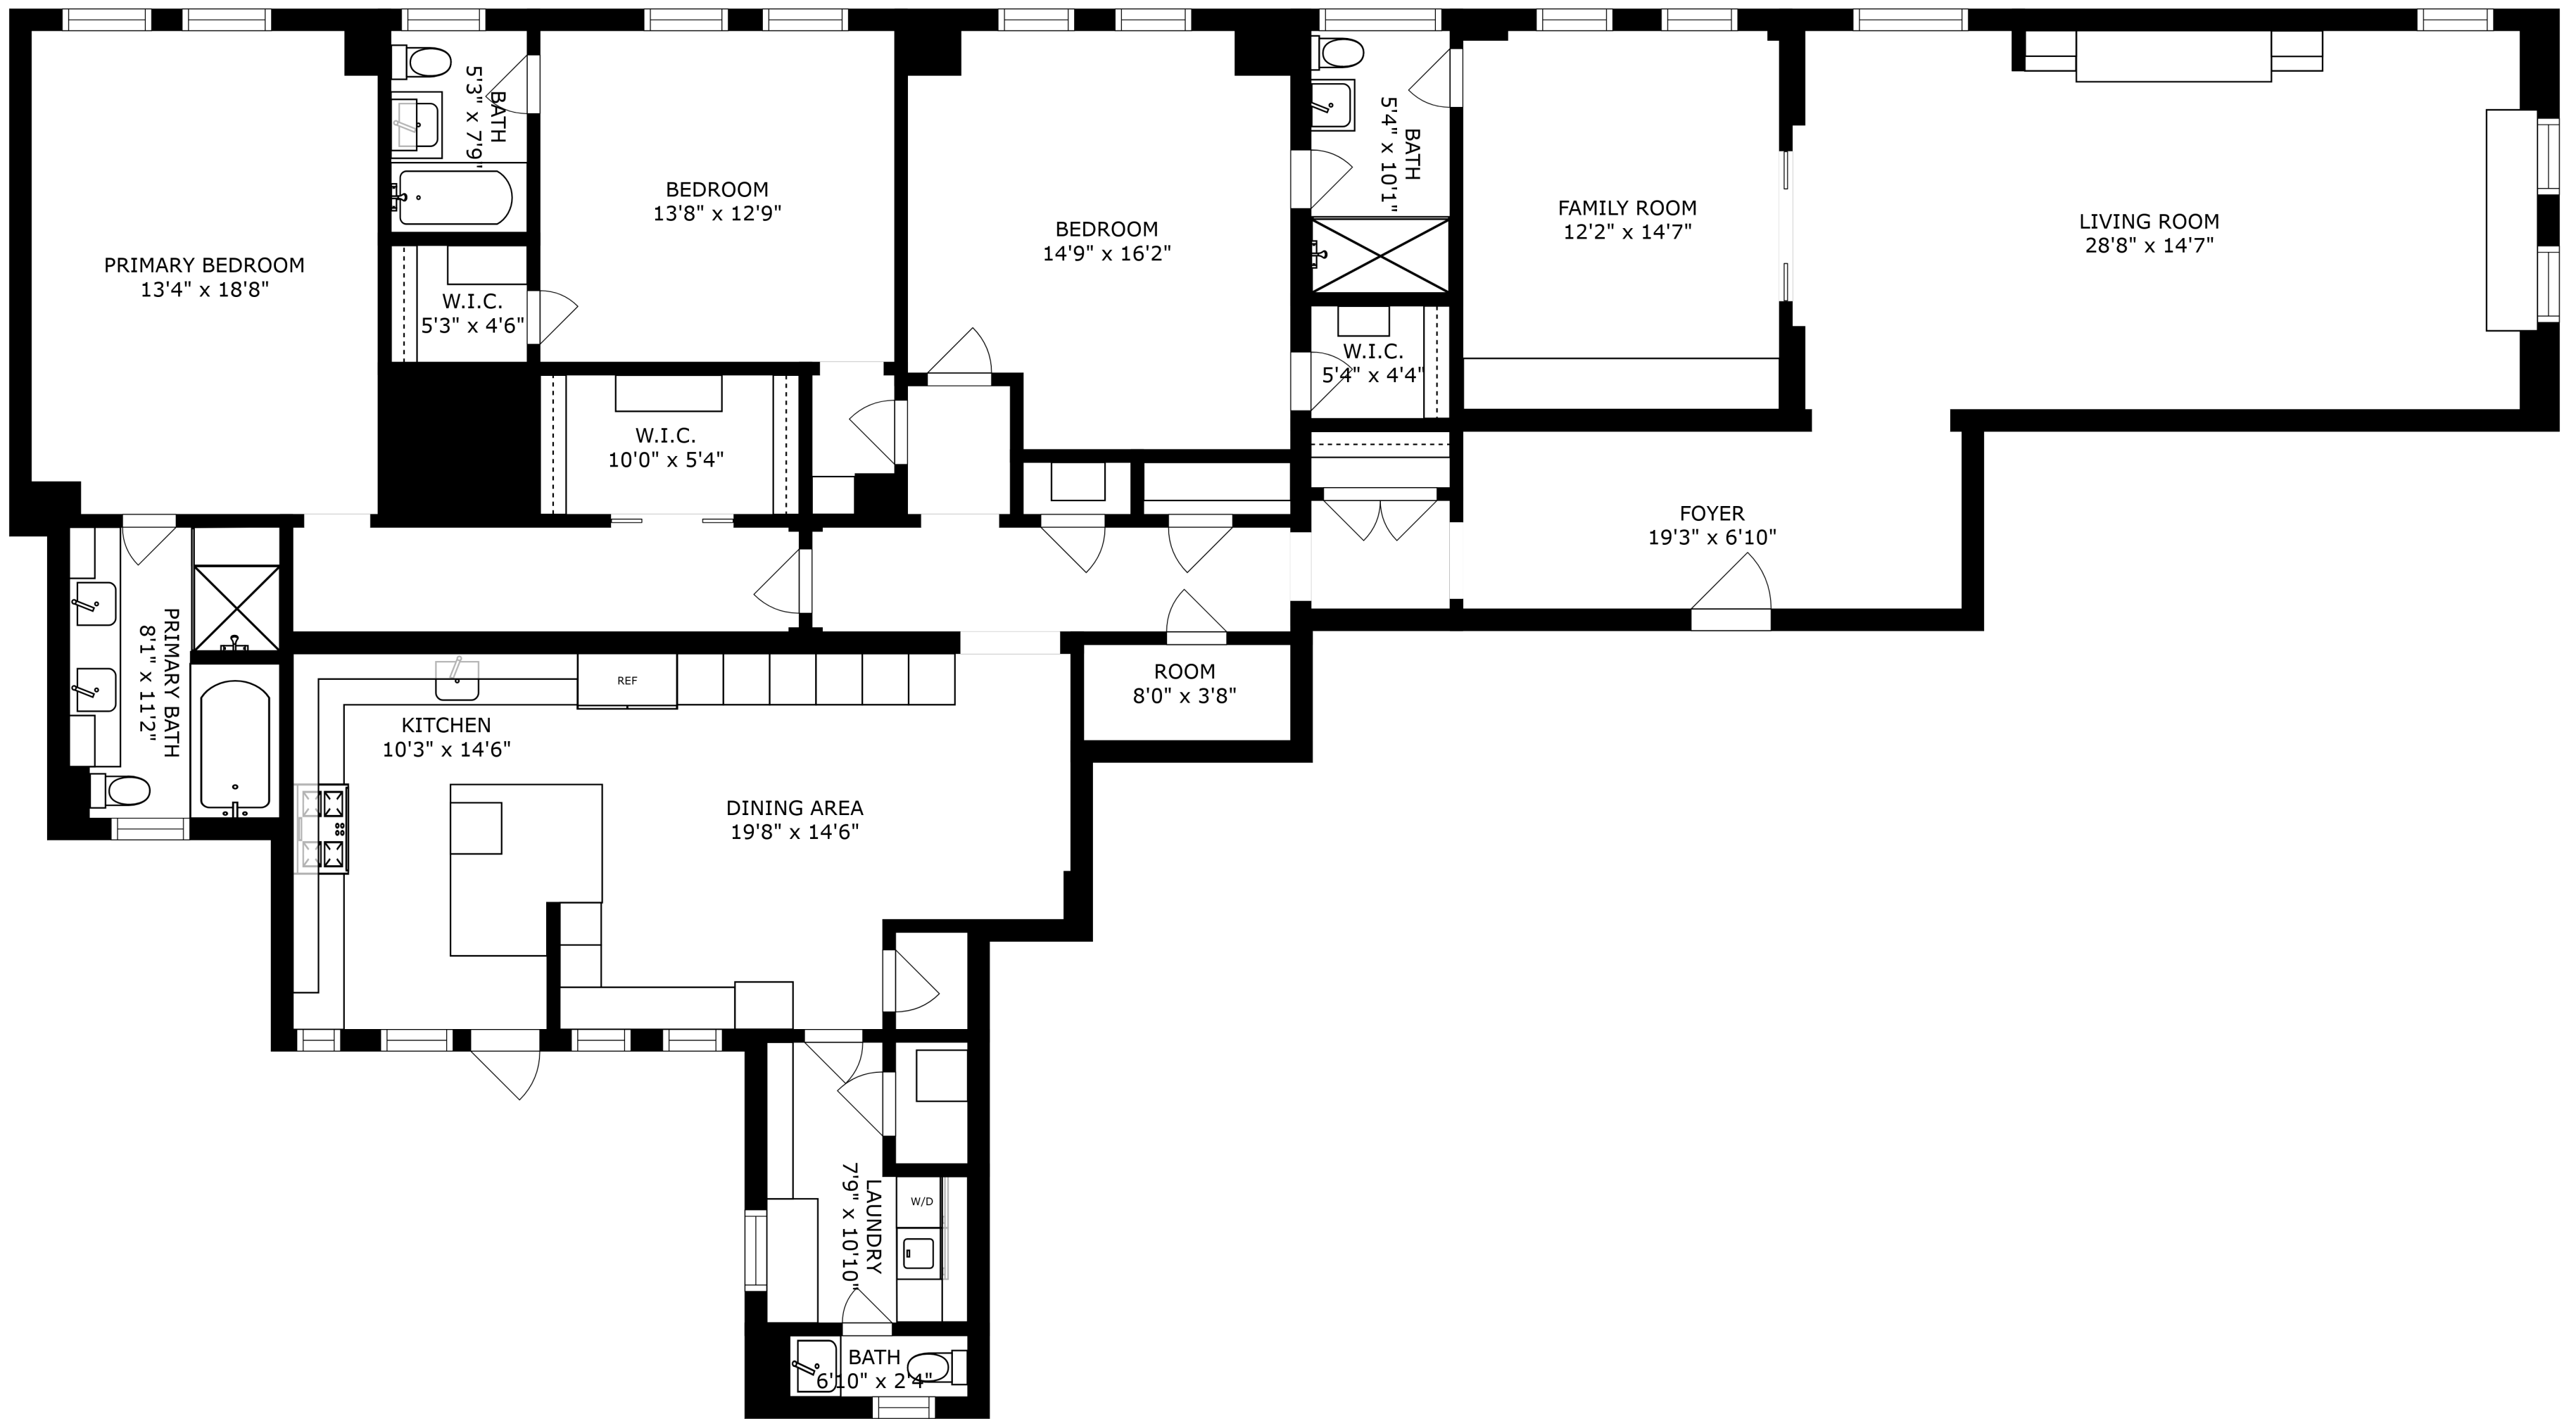 BATH
5'3" x 7'9"
BATH
5'4" x 10'1"
BEDROOM
13'8" x 12'9"
FAMILY ROOM
12'2" x 14'7"
LIVING ROOM
28'8" x 14'7"
BEDROOM
14'9" x 16'2"
PRIMARY BEDROOM
13'4" x 18'8"
W.I.C.
5'3" x 4'6"
W.I.C.
5'4" x 4'4"
W.I.C.
10'0" x 5'4"
FOYER
19'3" x 6'10"
PRIMARY BATH
8'1" x 11'2"
ROOM
8'0" x 3'8"
REF
KITCHEN
10'3" x 14'6"
DINING AREA
19'8" x 14'6"
LAUNDRY
7'9" x 10'10"
W/D
BATH
6'10" x 2'4"